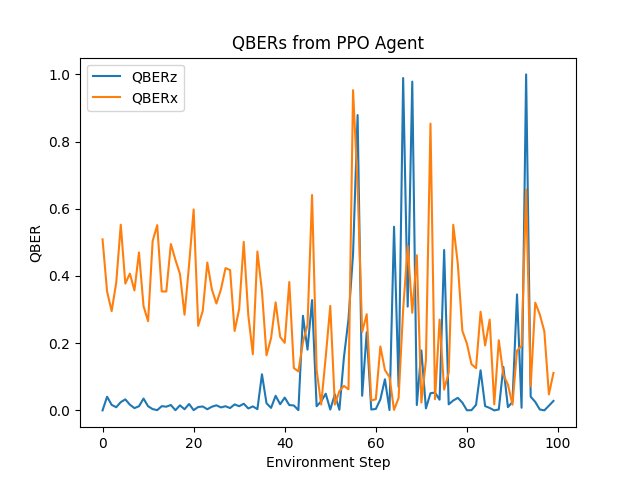 QBERs from PPO Agent
QBERz
QBERx
1.0
0.8
0.6
0.4
0.2
0.0
QBER
0 20 40 60 80 100
Environment Step